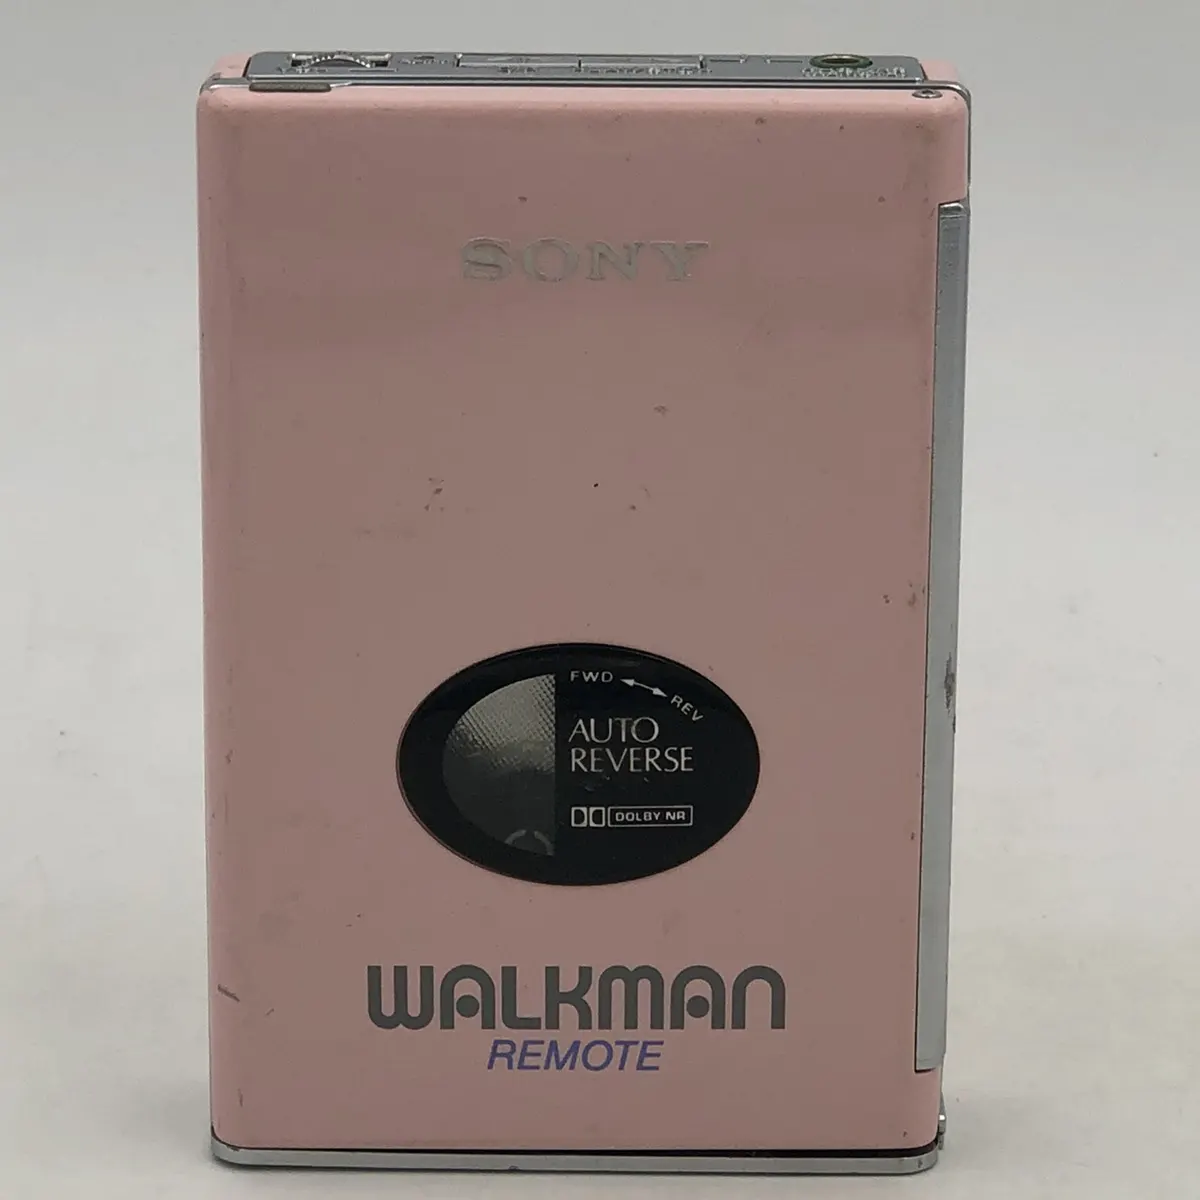 SONY
FWD
REV
AUTO
REVERSE
DOLBY NR
WALKMAN
REMOTE